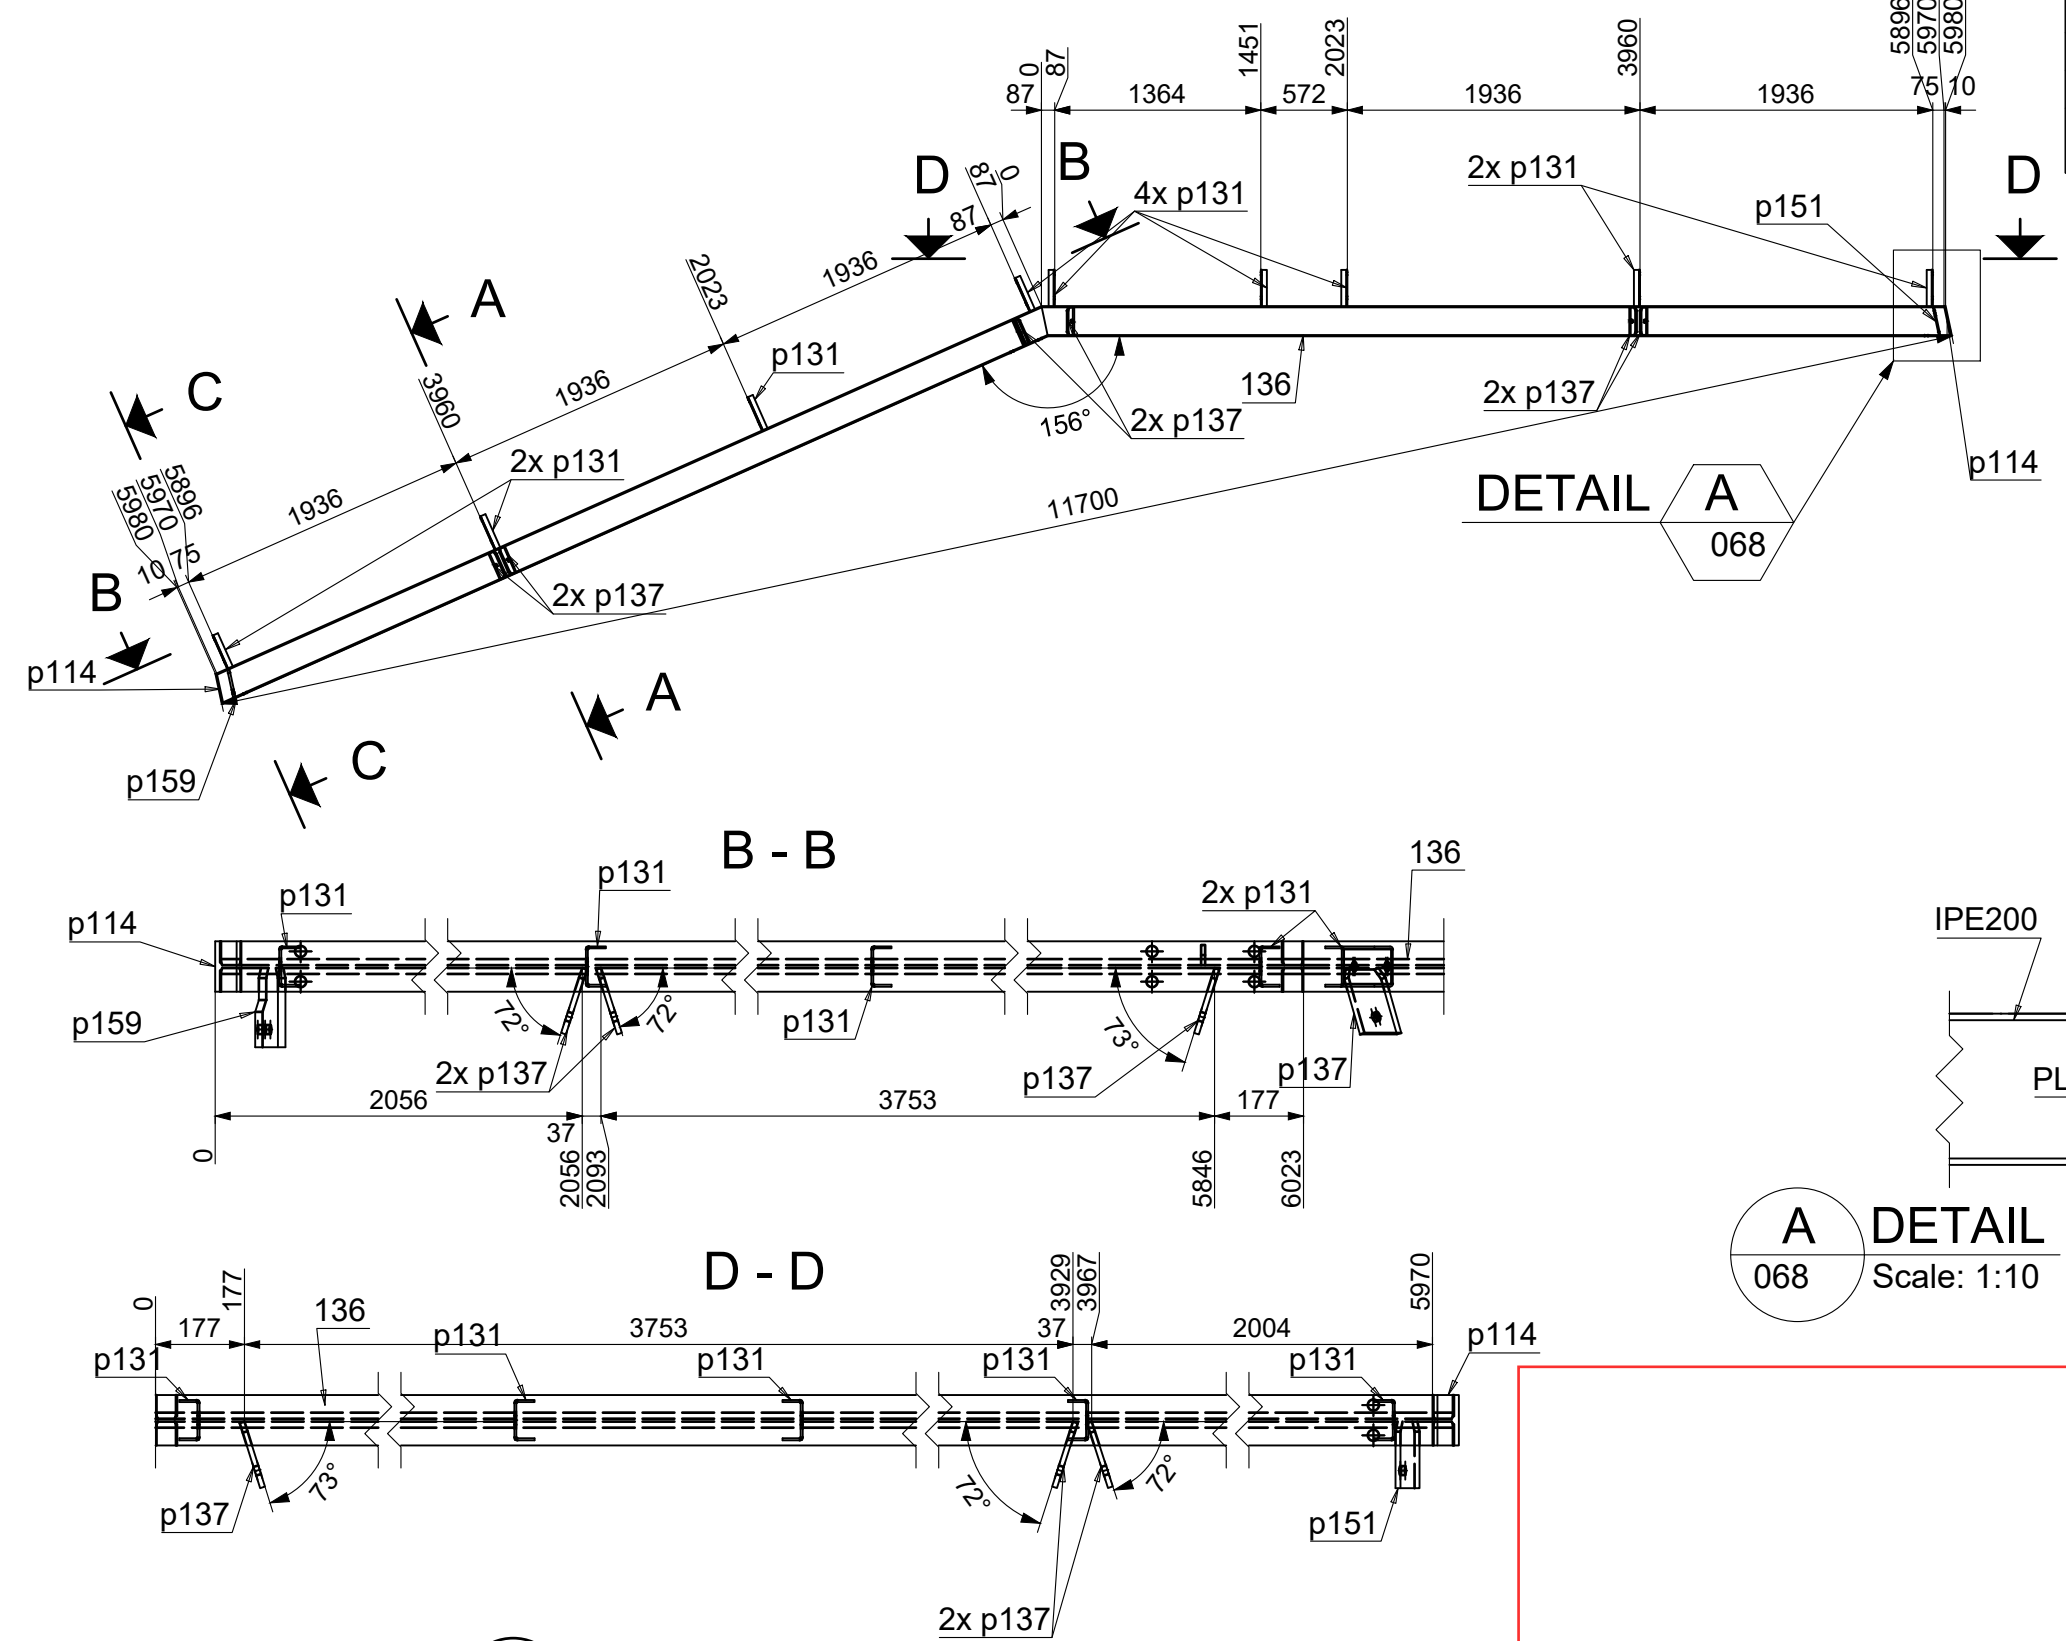 5896
5970
5980
0
87
1451
2023
3960
87
1364
572
1936
1936
75
10
D
87
0
B
4x p131
2x p131
p151
D
87
1936
2023
A
1936
p131
3960
C
2x p131
5896
5970
5980
1936
75
10
B
156°
2x p137
136
2x p137
p114
11700
DETAIL
A
068
2x p137
p114
A
C
p159
B - B
p131
p131
2x p131
136
p114
p159
72°
72°
2x p137
p131
73°
p137
p137
2056
37
3753
177
0
2056
2093
5846
6023
IPE200
PL
A
068
DETAIL
Scale: 1:10
D - D
0
177
3929
3967
5970
177
136
3753
37
2004
p114
p131
p131
p131
p131
p131
73°
p137
72°
72°
p151
2x p137